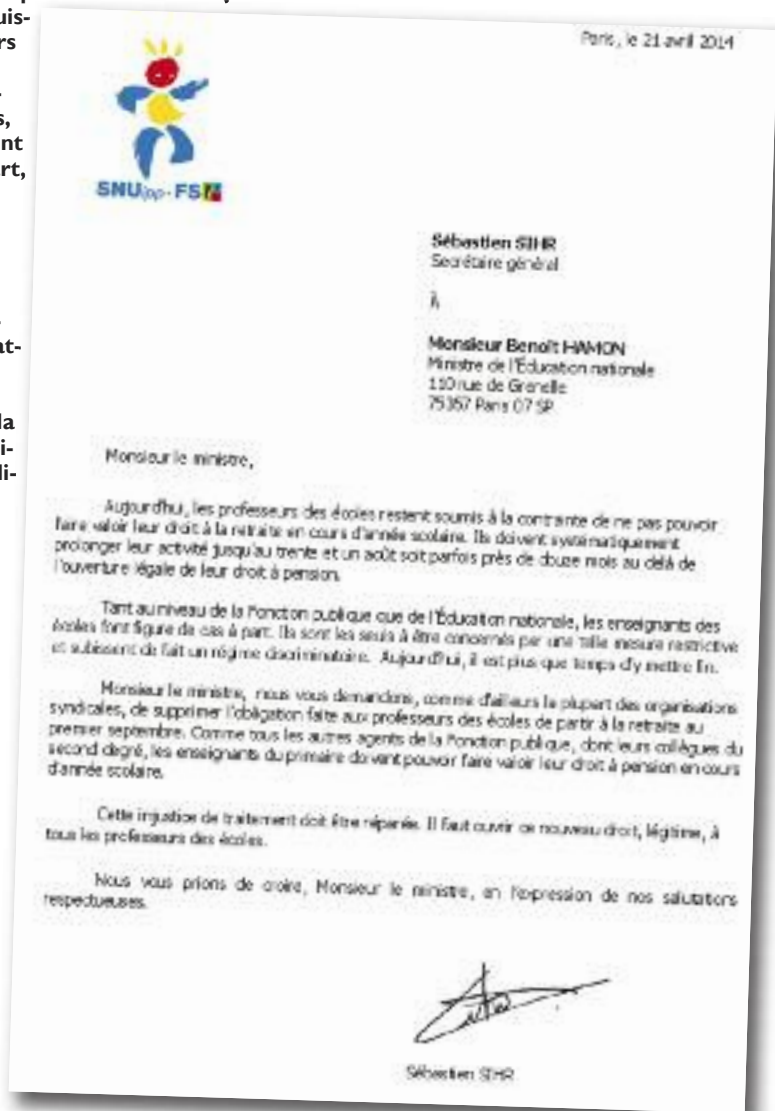 uis-
rs
s,
nt
rt,
at-
la
i-
di-
Paris, le 21 avril 2014
SNUipp-FSU
Sébastien SIHR
Secrétaire général
À
Monsieur Benoît HAMON
Ministre de l'Éducation nationale
110 rue de Grenelle
75357 Paris 07 SP
Monsieur le ministre,
Aujourd'hui, les professeurs des écoles restent soumis à la contrainte de ne pas pouvoir
faire valoir leur droit à la retraite en cours d'année scolaire. Ils doivent systématiquement
prolonger leur activité jusqu'au trente et un août soit parfois près de douze mois au delà de
l'ouverture légale de leur droit à pension.
Tant au niveau de la Fonction publique que de l'Éducation nationale, les enseignants des
écoles font figure de cas à part. Ils sont les seuls à être concernés par une telle mesure restrictive
et subissent de fait un régime discriminatoire. Aujourd'hui, il est plus que temps d'y mettre fin.
Monsieur le ministre, nous vous demandons, comme d'ailleurs la plupart des organisations
syndicales, de supprimer l'obligation faite aux professeurs des écoles de partir à la retraite au
premier septembre. Comme tous les autres agents de la Fonction publique, dont leurs collègues du
second degré, les enseignants du primaire doivent pouvoir faire valoir leur droit à pension en cours
d'année scolaire.
Cette injustice de traitement doit être réparée. Il faut ouvrir ce nouveau droit, légitime, à
tous les professeurs des écoles.
Nous vous prions de croire, Monsieur le ministre, en l'expression de nos salutations
respectueuses.
Sébastien SIHR